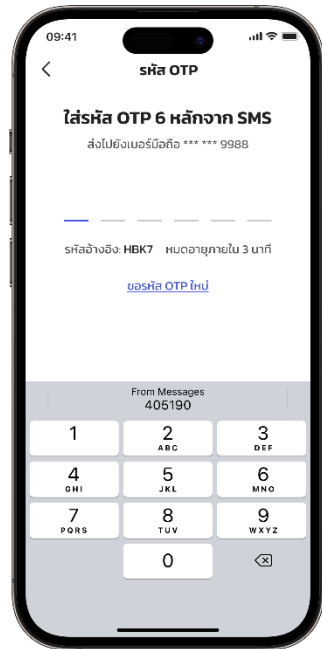 09:41
รหัส OTP
ใส่รหัส OTP 6 หลักจาก SMS
ส่งไปยังเบอร์มือถือ *** *** 9988
รหัสอ้างอิง: HBK7 หมดอายุภายใน 3 นาที
ขอรหัส OTP ใหม่
From Messages
405190
1 2 3
ABC DEF
4 5 6
GHI JKL MNO
7 8 9
PQRS TUV WXYZ
0